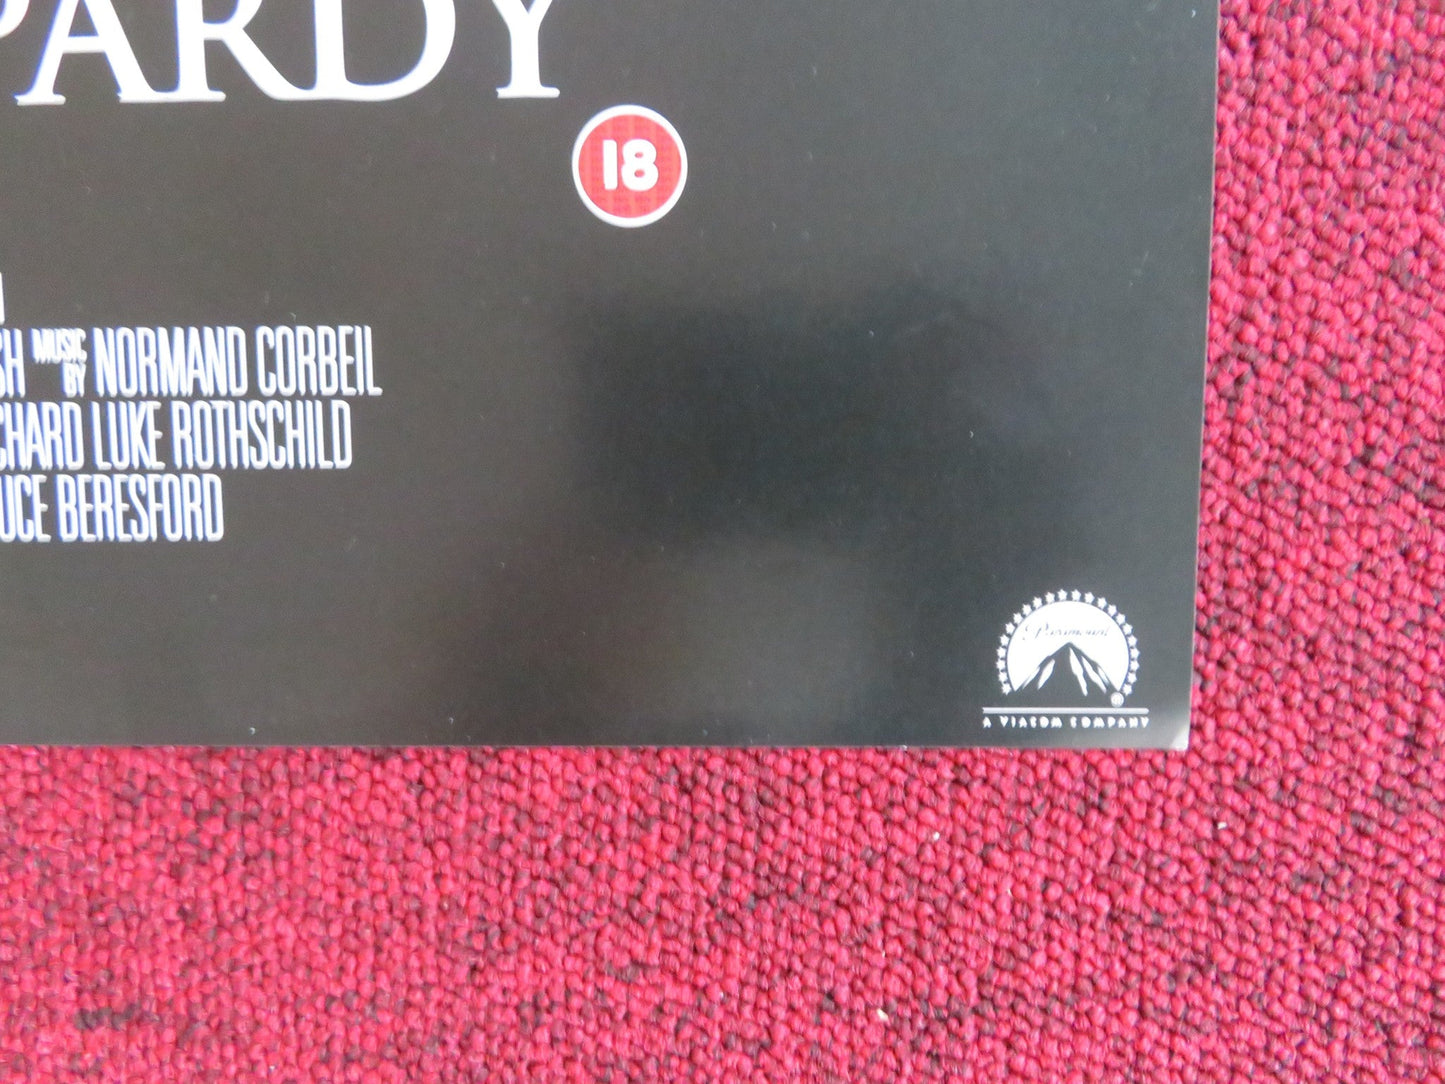 PARDY
18
SH MUSIC BY NORMAND CORBEIL
CHARD LUKE ROTHSCHILD
UCE BERESFORD
Paramount
A VIACOM COMPANY